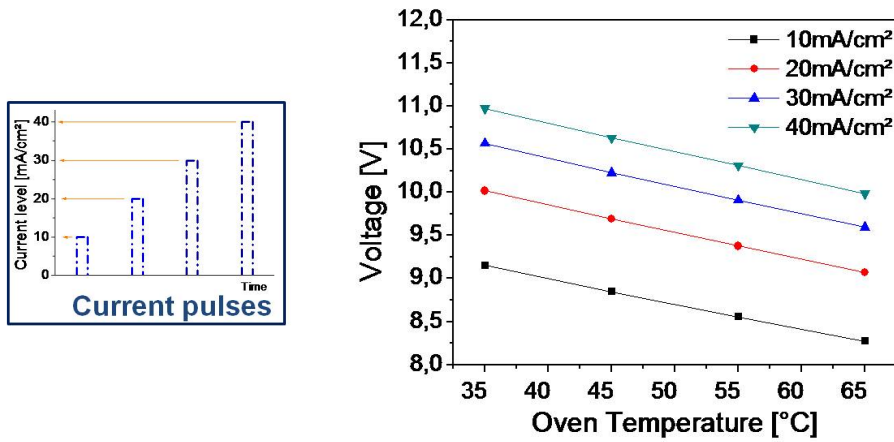 Current level [mA/cm²]
40
30
20
10
0
Time
Current pulses
Voltage [V]
12,0
11,5
11,0
10,5
10,0
9,5
9,0
8,5
8,0
10mA/cm²
20mA/cm²
30mA/cm²
40mA/cm²
35 40 45 50 55 60 65
Oven Temperature [°C]